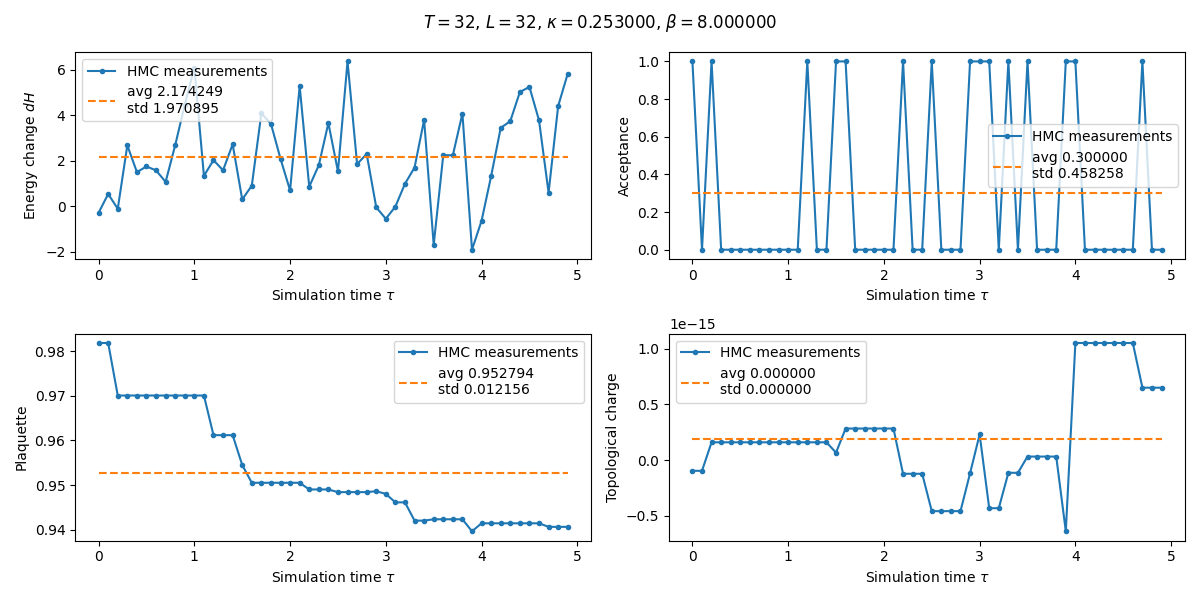 T = 32, L = 32, κ = 0.253000, β = 8.000000
6
4
2
0
−2
Energy change dH
HMC measurements
avg 2.174249
std 1.970895
0 1 2 3 4 5
Simulation time τ
1.0
0.8
0.6
0.4
0.2
0.0
Acceptance
HMC measurements
avg 0.300000
std 0.458258
0 1 2 3 4 5
Simulation time τ
0.98
0.97
0.96
0.95
0.94
Plaquette
HMC measurements
avg 0.952794
std 0.012156
0 1 2 3 4 5
Simulation time τ
1e−15
1.0
0.5
0.0
−0.5
Topological charge
HMC measurements
avg 0.000000
std 0.000000
0 1 2 3 4 5
Simulation time τ